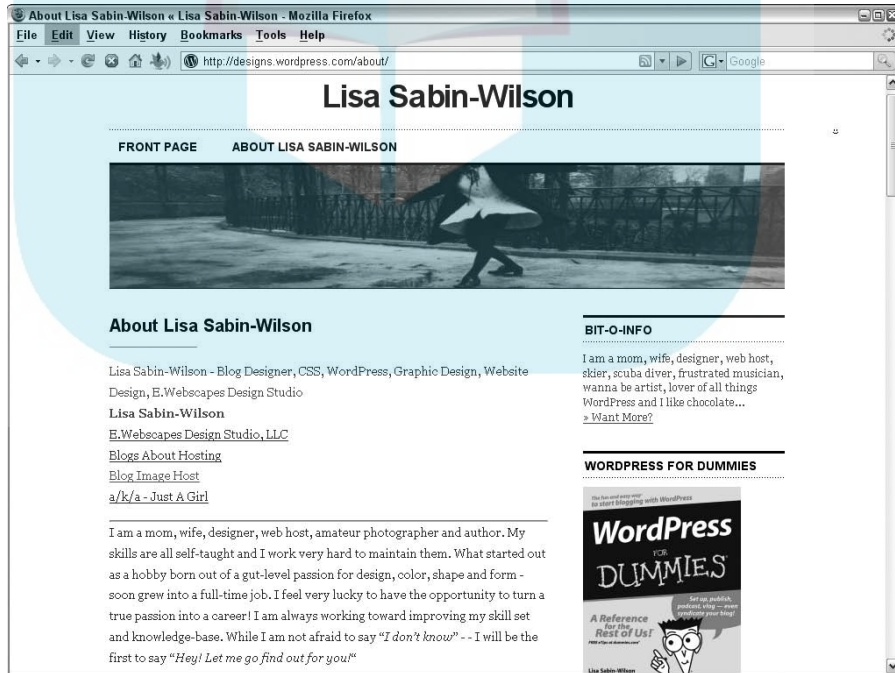 About Lisa Sabin-Wilson « Lisa Sabin-Wilson - Mozilla Firefox
File Edit View History Bookmarks Tools Help
http://designs.wordpress.com/about/
G Google
Lisa Sabin-Wilson
FRONT PAGE ABOUT LISA SABIN-WILSON
About Lisa Sabin-Wilson
Lisa Sabin-Wilson - Blog Designer, CSS, WordPress, Graphic Design, Website
Design, E.Webscapes Design Studio
Lisa Sabin-Wilson
E.Webscapes Design Studio, LLC
Blogs About Hosting
Blog Image Host
a/k/a - Just A Girl
I am a mom, wife, designer, web host, amateur photographer and author. My
skills are all self-taught and I work very hard to maintain them. What started out
as a hobby born out of a gut-level passion for design, color, shape and form -
soon grew into a full-time job. I feel very lucky to have the opportunity to turn a
true passion into a career! I am always working toward improving my skill set
and knowledge-base. While I am not afraid to say “I don't know” - - I will be the
first to say “Hey! Let me go find out for you!“
BIT-O-INFO
I am a mom, wife, designer, web host,
skier, scuba diver, frustrated musician,
wanna be artist, lover of all things
WordPress and I like chocolate...
» Want More?
WORDPRESS FOR DUMMIES
The fun and easy way
to start blogging with WordPress
WordPress
FOR
DUMMIES
Set up, publish,
podcast, vlog — even
syndicate your blog!
A Reference
for the
Rest of Us!
FREE eTips at dummies.com
Lisa Sabin-Wilson